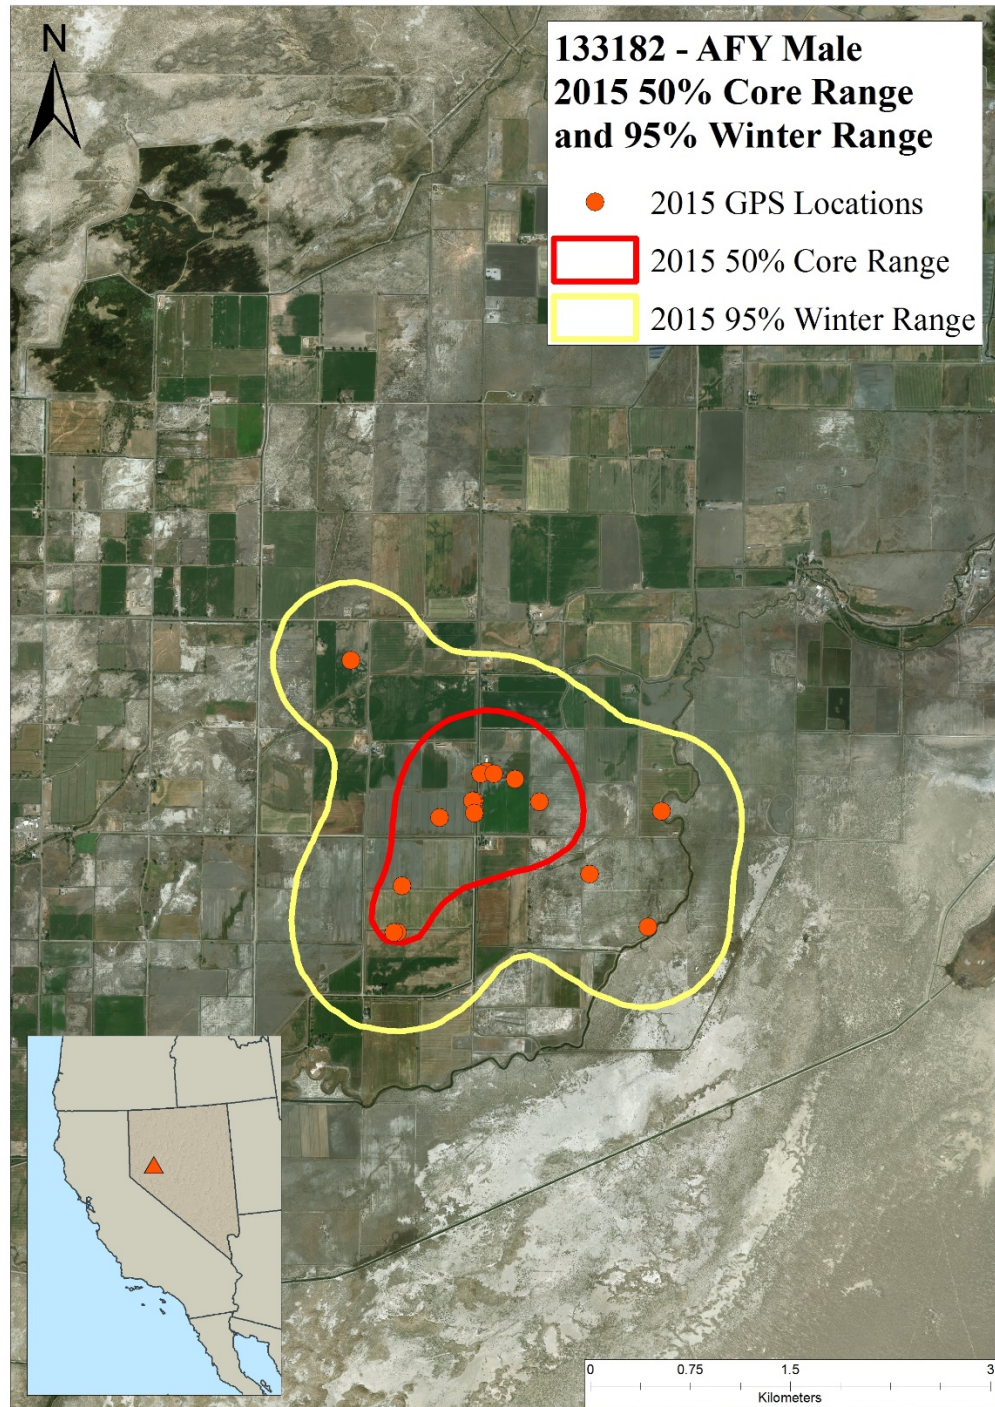 N
133182 - AFY Male
2015 50% Core Range
and 95% Winter Range
2015 GPS Locations
2015 50% Core Range
2015 95% Winter Range
0 0.75 1.5 3
Kilometers